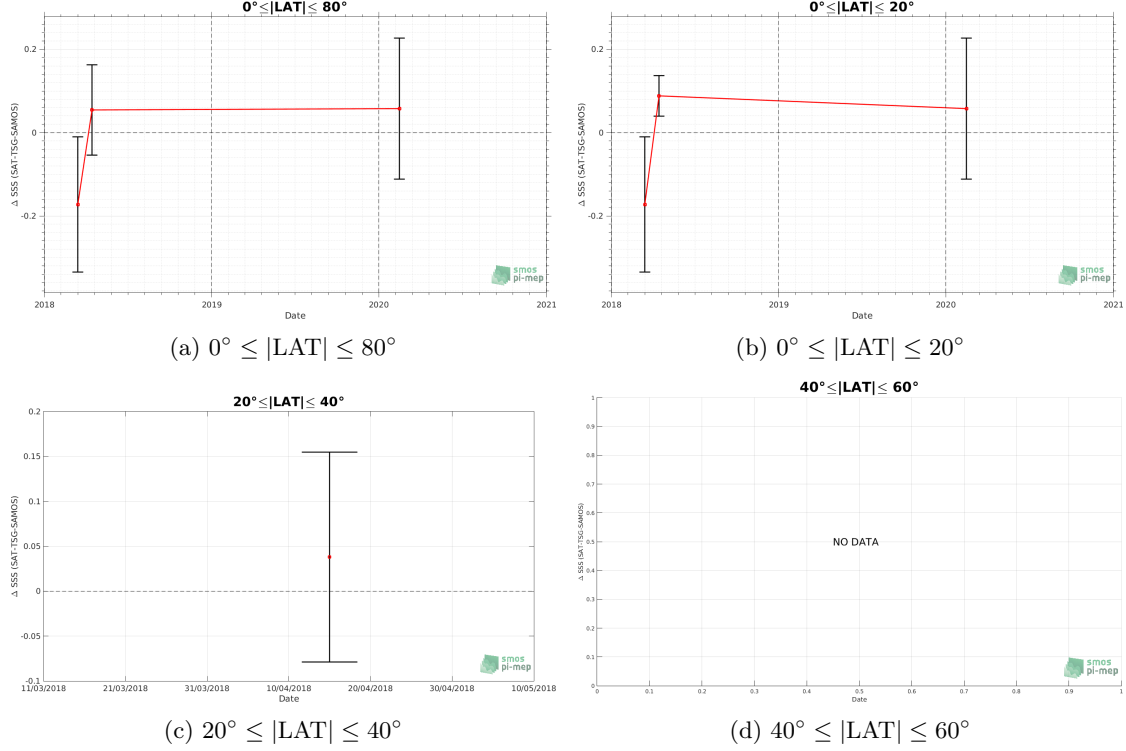 0°≤|LAT|≤ 80°
0.2
0
-0.2
Δ SSS (SAT-TSG-SAMOS)
2018
2019
2020
2021
Date
smos
pi-mep
(a) 0° ≤ |LAT| ≤ 80°
0°≤|LAT|≤ 20°
0.2
0
-0.2
Δ SSS (SAT-TSG-SAMOS)
2018
2019
2020
2021
Date
smos
pi-mep
(b) 0° ≤ |LAT| ≤ 20°
20°≤|LAT|≤ 40°
0.2
0.15
0.1
0.05
0
-0.05
-0.1
Δ SSS (SAT-TSG-SAMOS)
11/03/2018
21/03/2018
31/03/2018
10/04/2018
20/04/2018
30/04/2018
10/05/2018
Date
smos
pi-mep
(c) 20° ≤ |LAT| ≤ 40°
40°≤|LAT|≤ 60°
1
0.9
0.8
0.7
0.6
0.5
0.4
0.3
0.2
0.1
0
Δ SSS (SAT-TSG-SAMOS)
NO DATA
0
0.1
0.2
0.3
0.4
0.5
0.6
0.7
0.8
0.9
1
Date
smos
pi-mep
(d) 40° ≤ |LAT| ≤ 60°